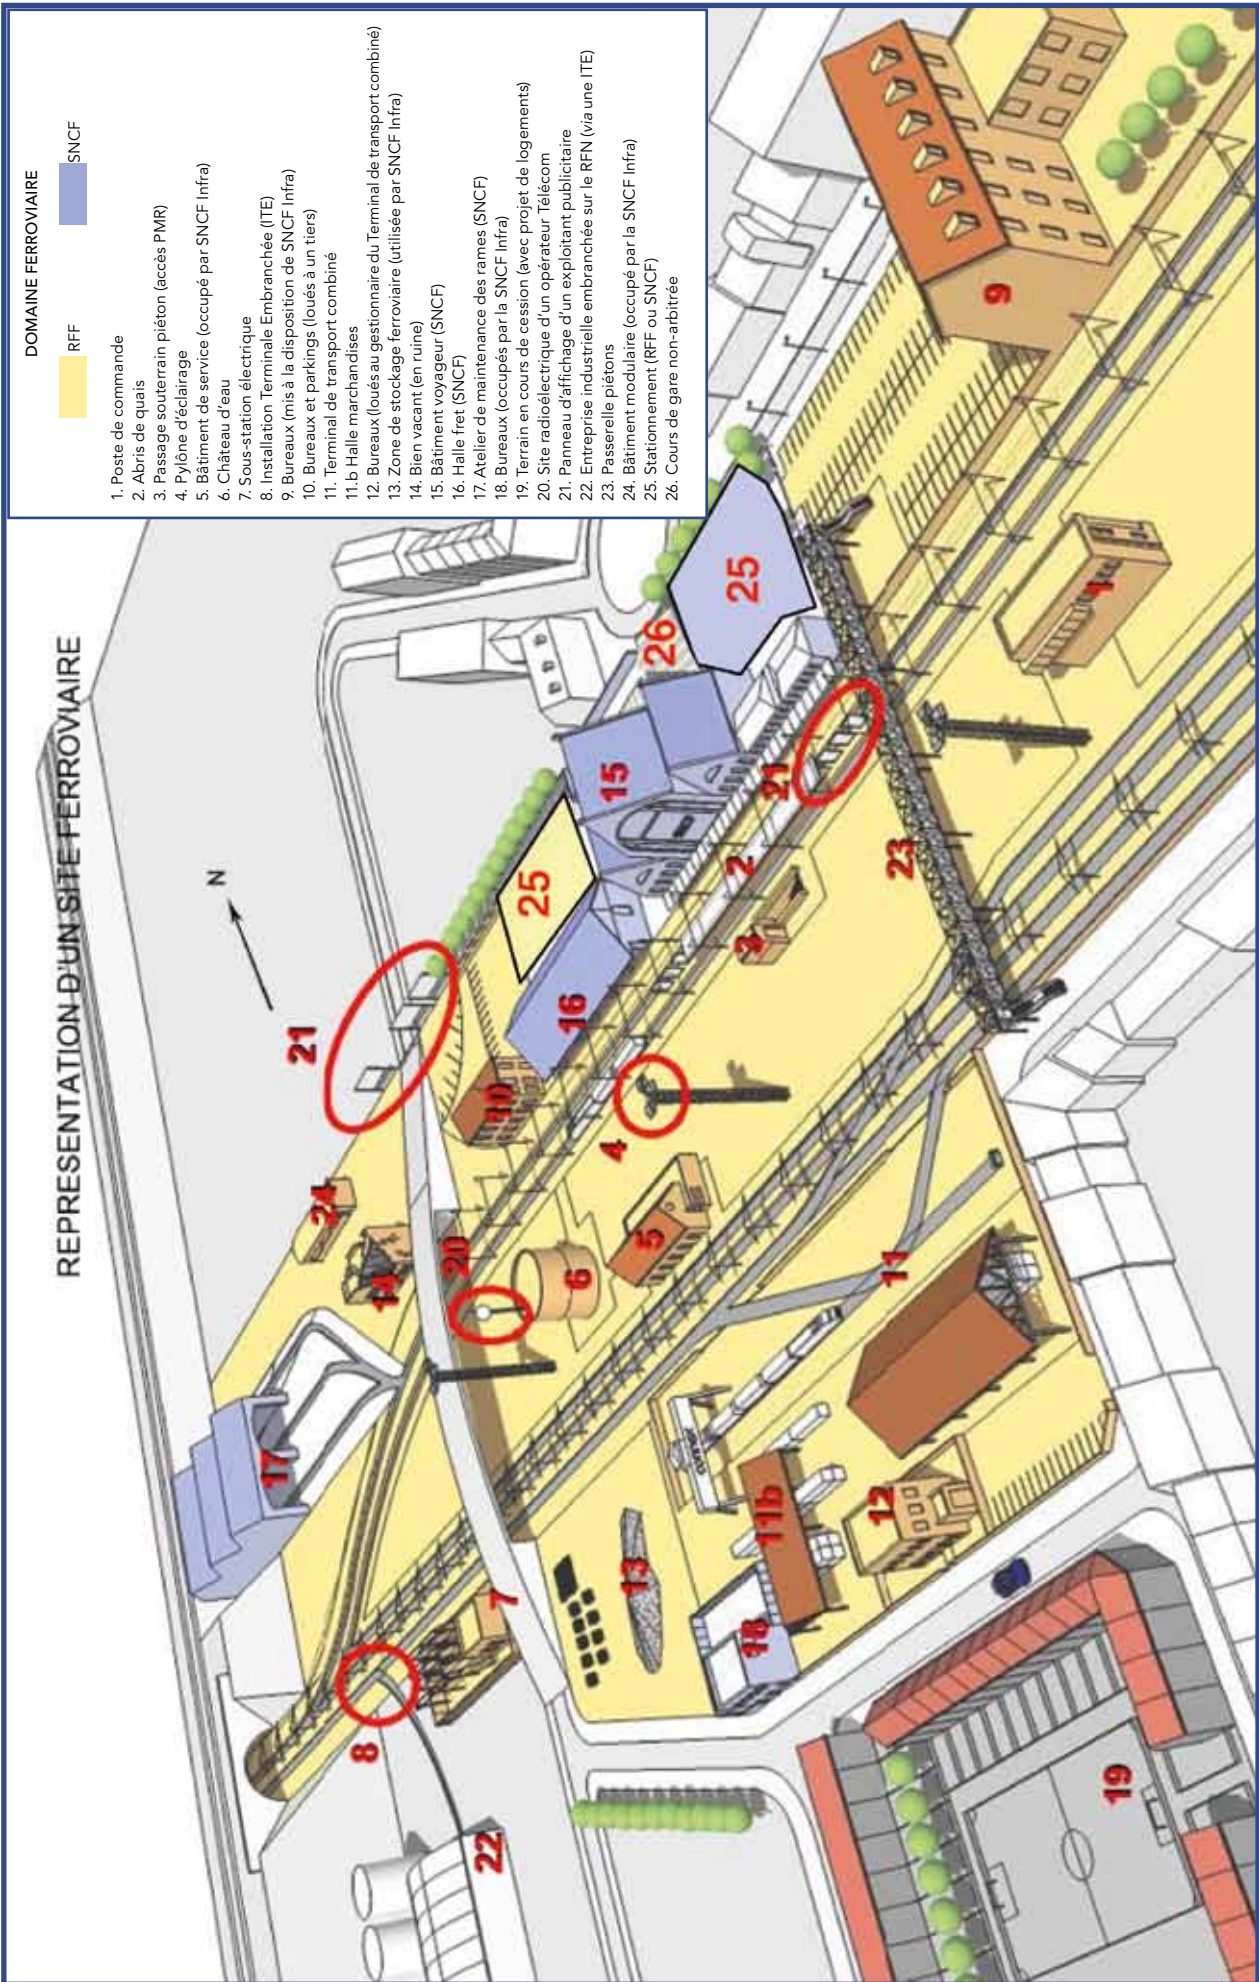 REPRESENTATION D'UN SITE FERROVIAIRE
DOMAINE FERROVIAIRE
RFF
SNCF
1. Poste de commande
2. Abris de quais
3. Passage souterrain piéton (accès PMR)
4. Pylône d'éclairage
5. Bâtiment de service (occupé par SNCF Infra)
6. Château d'eau
7. Sous-station électrique
8. Installation Terminale Embranchée (ITE)
9. Bureaux (mis à la disposition de SNCF Infra)
10. Bureaux et parkings (loués à un tiers)
11. Terminal de transport combiné
11.b Halle marchandises
12. Bureaux (loués au gestionnaire du Terminal de transport combiné)
13. Zone de stockage ferroviaire (utilisée par SNCF Infra)
14. Bien vacant (en ruine)
15. Bâtiment voyageur (SNCF)
16. Halle fret (SNCF)
17. Atelier de maintenance des rames (SNCF)
18. Bureaux (occupés par la SNCF Infra)
19. Terrain en cours de cession (avec projet de logements)
20. Site radioélectrique d'un opérateur Télécom
21. Panneau d'affichage d'un exploitant publicitaire
22. Entreprise industrielle embranchée sur le RFN (via une ITE)
23. Passerelle piétons
24. Bâtiment modulaire (occupé par la SNCF Infra)
25. Stationnement (RFF ou SNCF)
26. Cours de gare non-arbitrée
N
21
24
14
17
20
10
16
25
15
26
25
21
2
3
4
5
6
8
7
22
13
18
11b
12
11
23
1
9
19